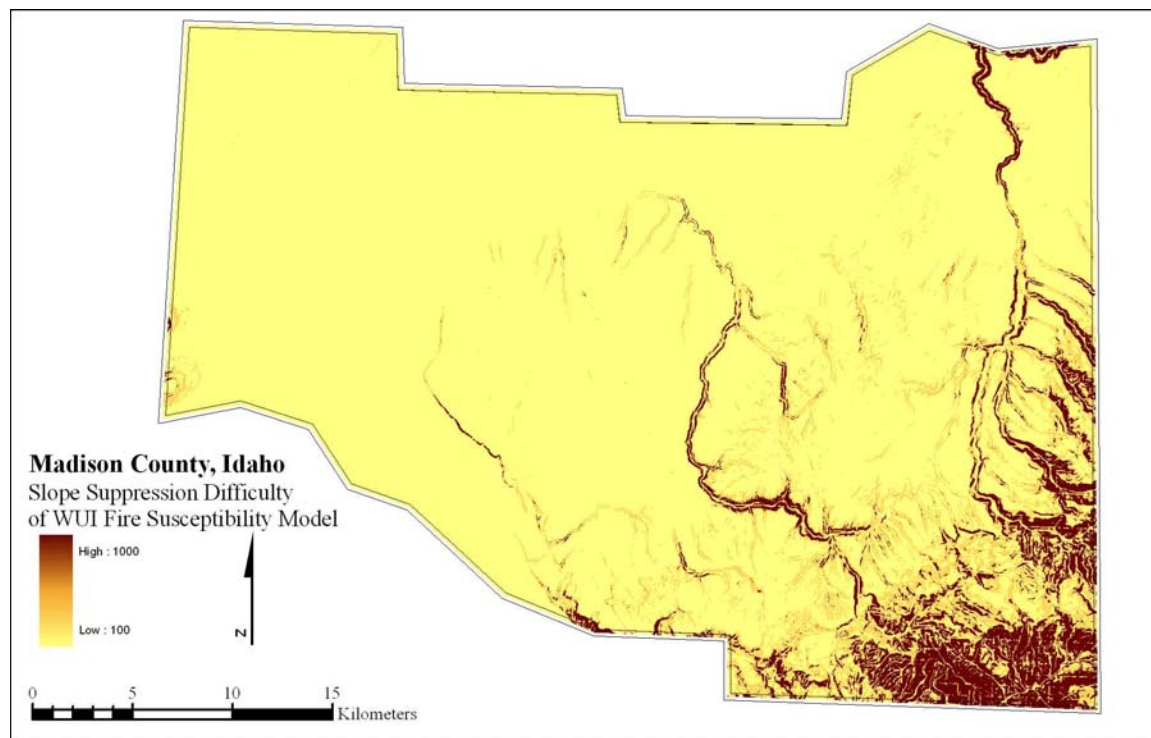 Madison County, Idaho
Slope Suppression Difficulty
of WUI Fire Susceptibility Model
High : 1000
Low : 100
N
0 5 10 15
Kilometers